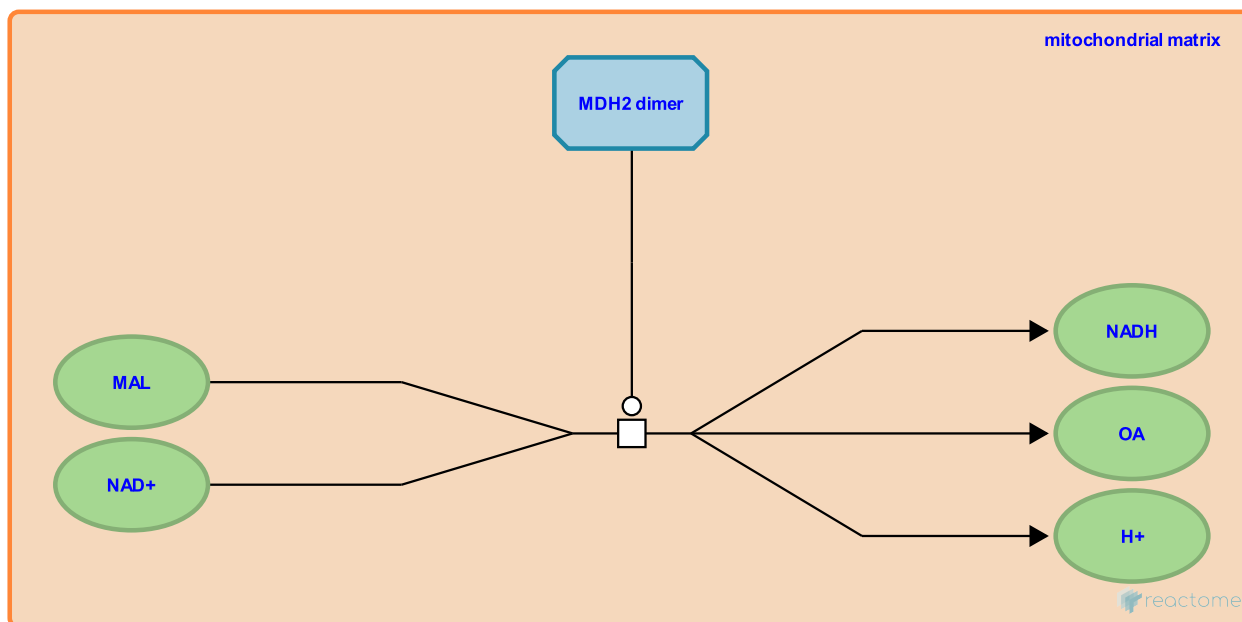 mitochondrial matrix
MDH2 dimer
MAL
NAD+
NADH
OA
H+
reactome